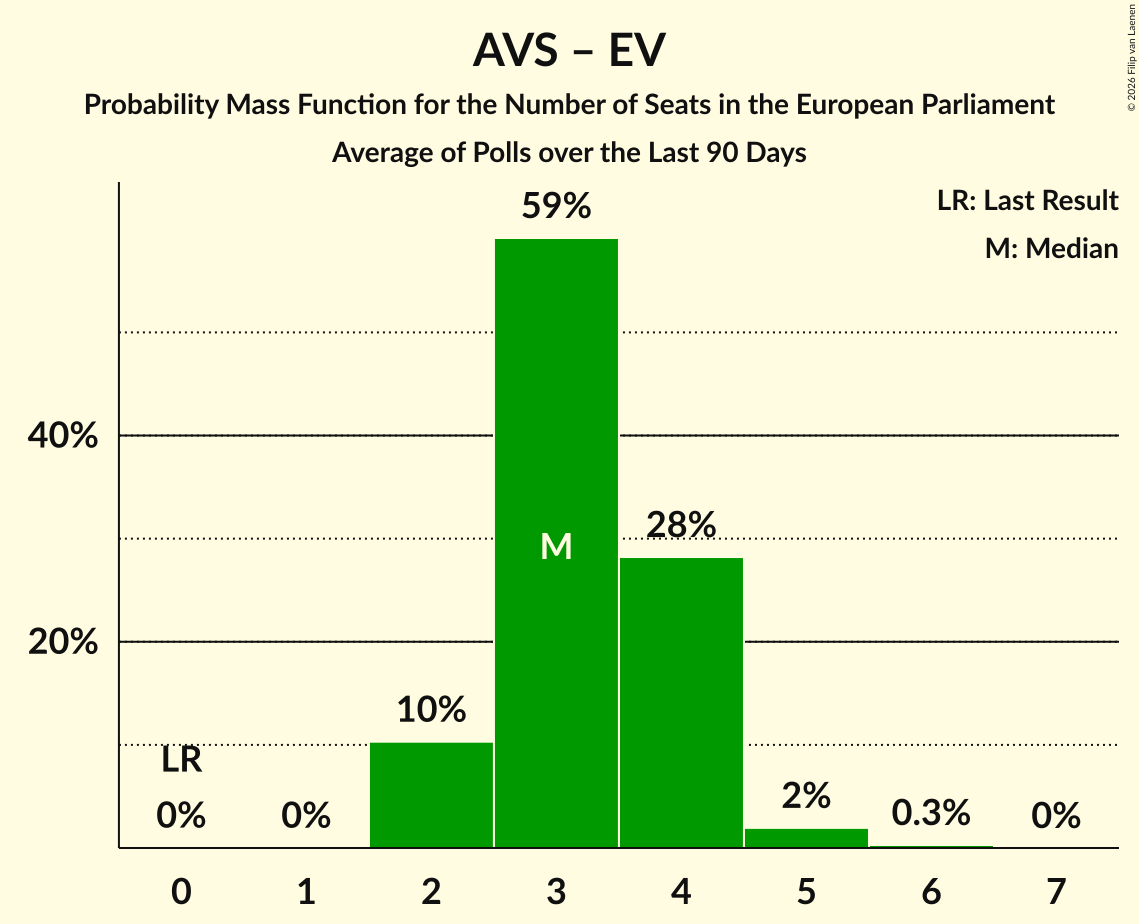 AVS – EV
Probability Mass Function for the Number of Seats in the European Parliament
Average of Polls over the Last 90 Days
© 2026 Filip van Laenen
LR: Last Result
M: Median
59%
40%
28%
M
20%
10%
LR
0%
0%
2%
0.3%
0%
0 1 2 3 4 5 6 7